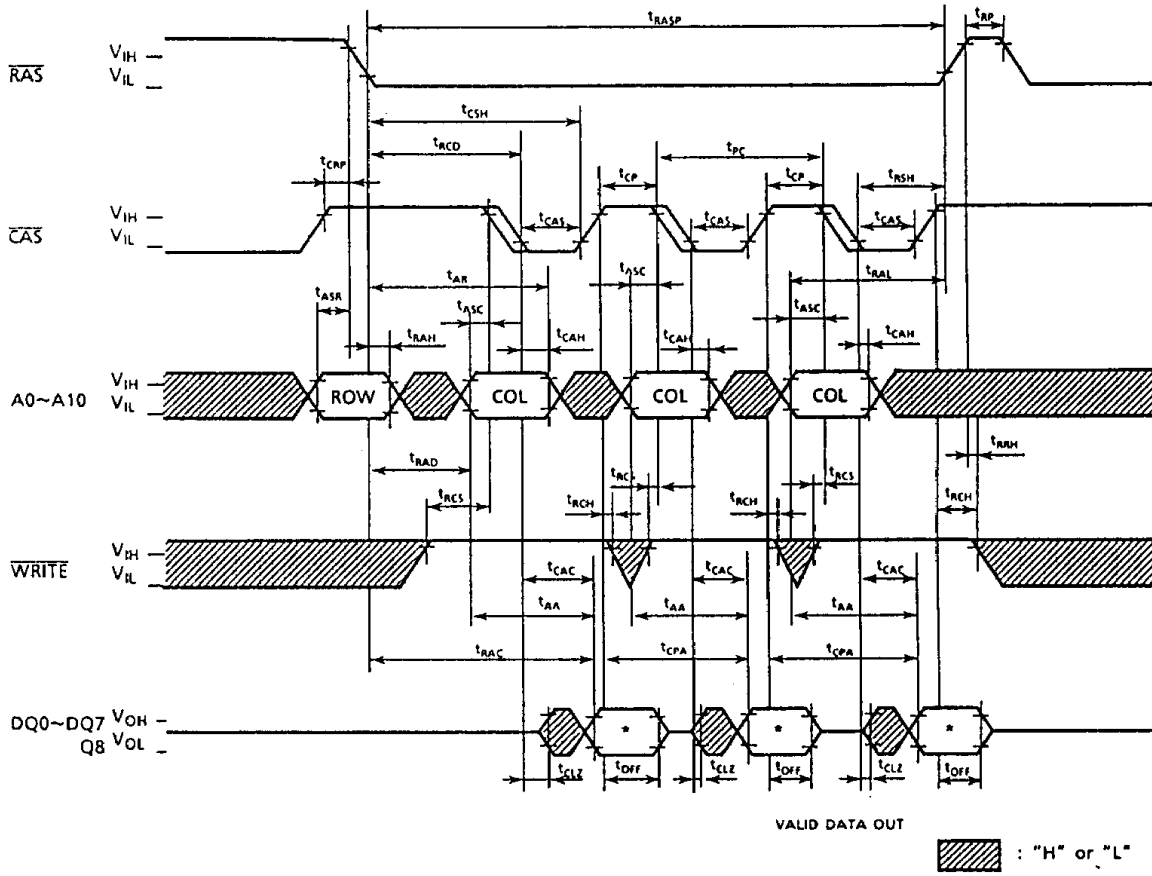 tRASP tRP
RAS VIH
VIL
tCSH
tRCD tPC
tCRP tCP tCP tRSH
CAS VIH
VIL
tCAS tCAS tCAS
tAR tASC tRAL
tASR tASC tASC
tRAH tCAH tCAH tCAH
A0~A10 VIH
VIL
ROW COL COL COL
tRAD tRRH
tRCS tRCS tRCS
tRCH tRCH tRCH
WRITE VIH
VIL
tCAC tCAC tCAC
tAA tAA tAA
tRAC tCPA tCPA
DQ0~DQ7 VOH
Q8 VOL
* * *
tCLZ tOFF tCLZ tOFF tCLZ tOFF
VALID DATA OUT
: "H" or "L"